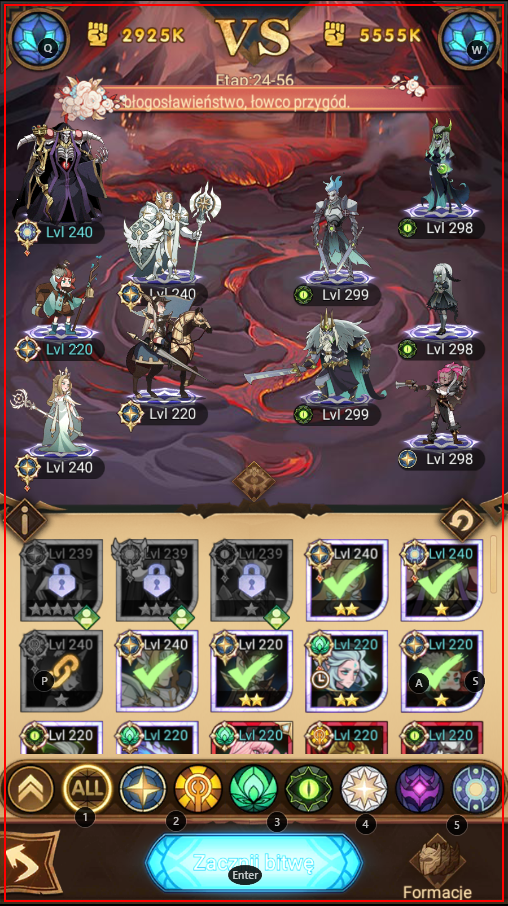 Q
2925K
VS
5555K
W
Etap:24-56
błogosławieństwo, łowco przygód.
Lvl 240
Lvl 240
Lvl 298
Lvl 299
Lvl 220
Lvl 220
Lvl 298
Lvl 299
Lvl 240
Lvl 298
Lvl 239
Lvl 239
Lvl 239
Lvl 240
Lvl 240
Lvl 240
Lvl 240
Lvl 220
Lvl 220
Lvl 220
P
A
S
Lvl 220
Lvl 220
Lvl 220
Lvl 220
Lvl 220
ALL
1
2
3
4
5
Zacznij bitwę
Enter
Formacje